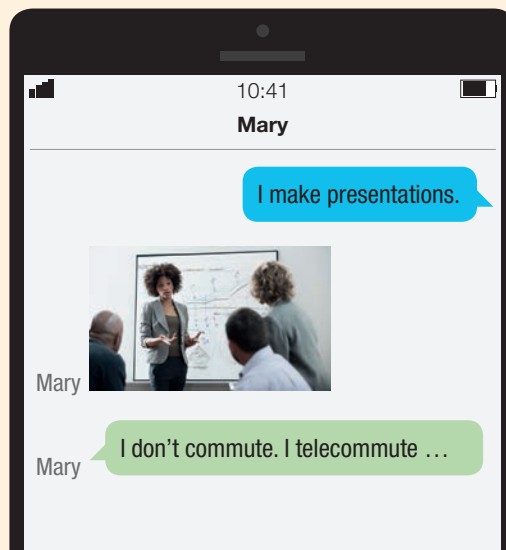 10:41
Mary
I make presentations.
Mary
I don't commute. I telecommute …
Mary